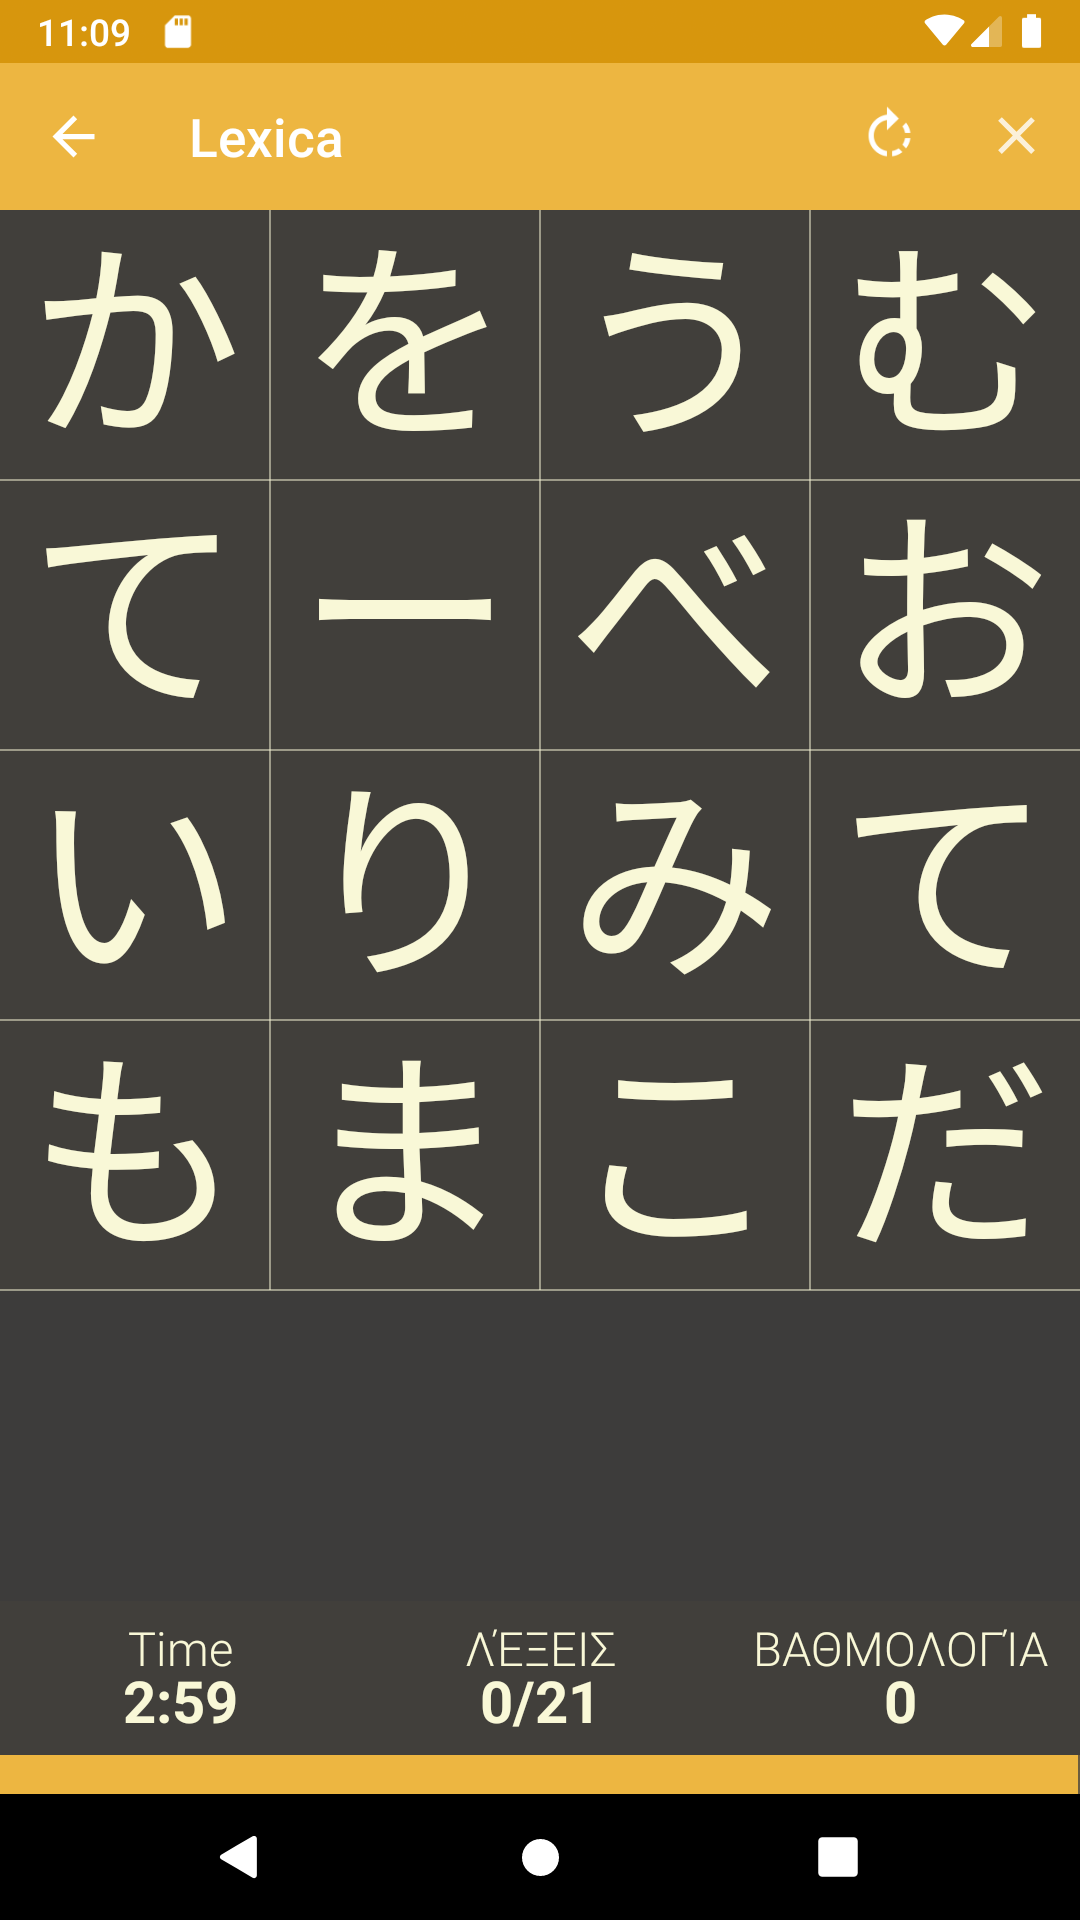 11:09
Lexica
か を う む
て ー べ お
い り み て
も ま こ だ
Time ΛΈΞΕΙΣ ΒΑΘΜΟΛΟΓΊΑ
2:59 0/21 0